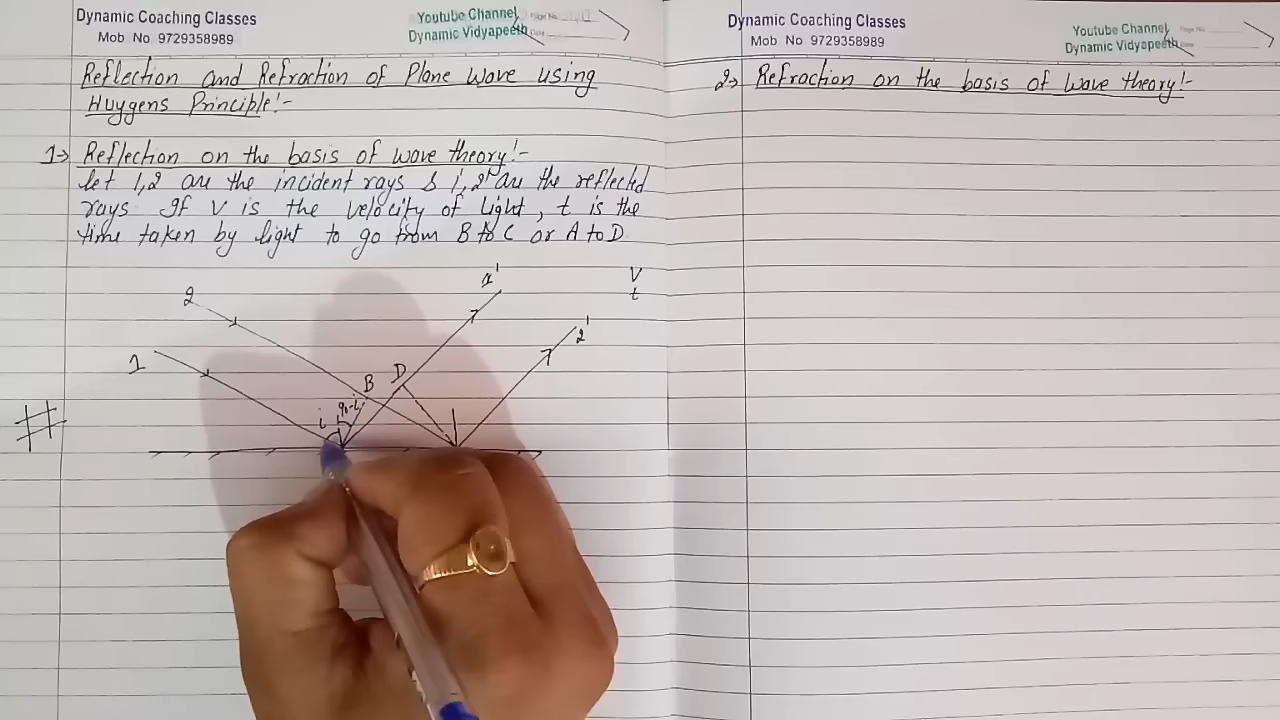 Dynamic Coaching Classes
Mob No 9729358989
Youtube Channel
Dynamic Vidyapeeth
Reflection and Refraction of Plane wave using
Huygens Principle!-
1→ Reflection on the basis of wave theory!-
let 1,2 are the incident rays & 1', 2' are the reflected
rays If V is the velocity of light, t is the
time taken by light to go from B to C or A to D
V
t
2
1'
2'
1
B
D
i
90-i
#
Dynamic Coaching Classes
Mob No 9729358989
Youtube Channel
Dynamic Vidyapeeth
2→ Refraction on the basis of wave theory!-